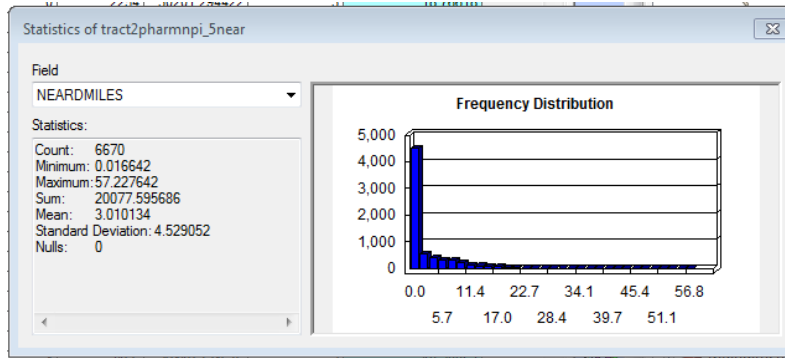 Statistics of tract2pharmnpi_5near
Field
NEARDMILES
Statistics:
Count: 6670
Minimum: 0.016642
Maximum: 57.227642
Sum: 20077.595686
Mean: 3.010134
Standard Deviation: 4.529052
Nulls: 0
Frequency Distribution
5,000
4,000
3,000
2,000
1,000
0
0.0 11.4 22.7 34.1 45.4 56.8
5.7 17.0 28.4 39.7 51.1